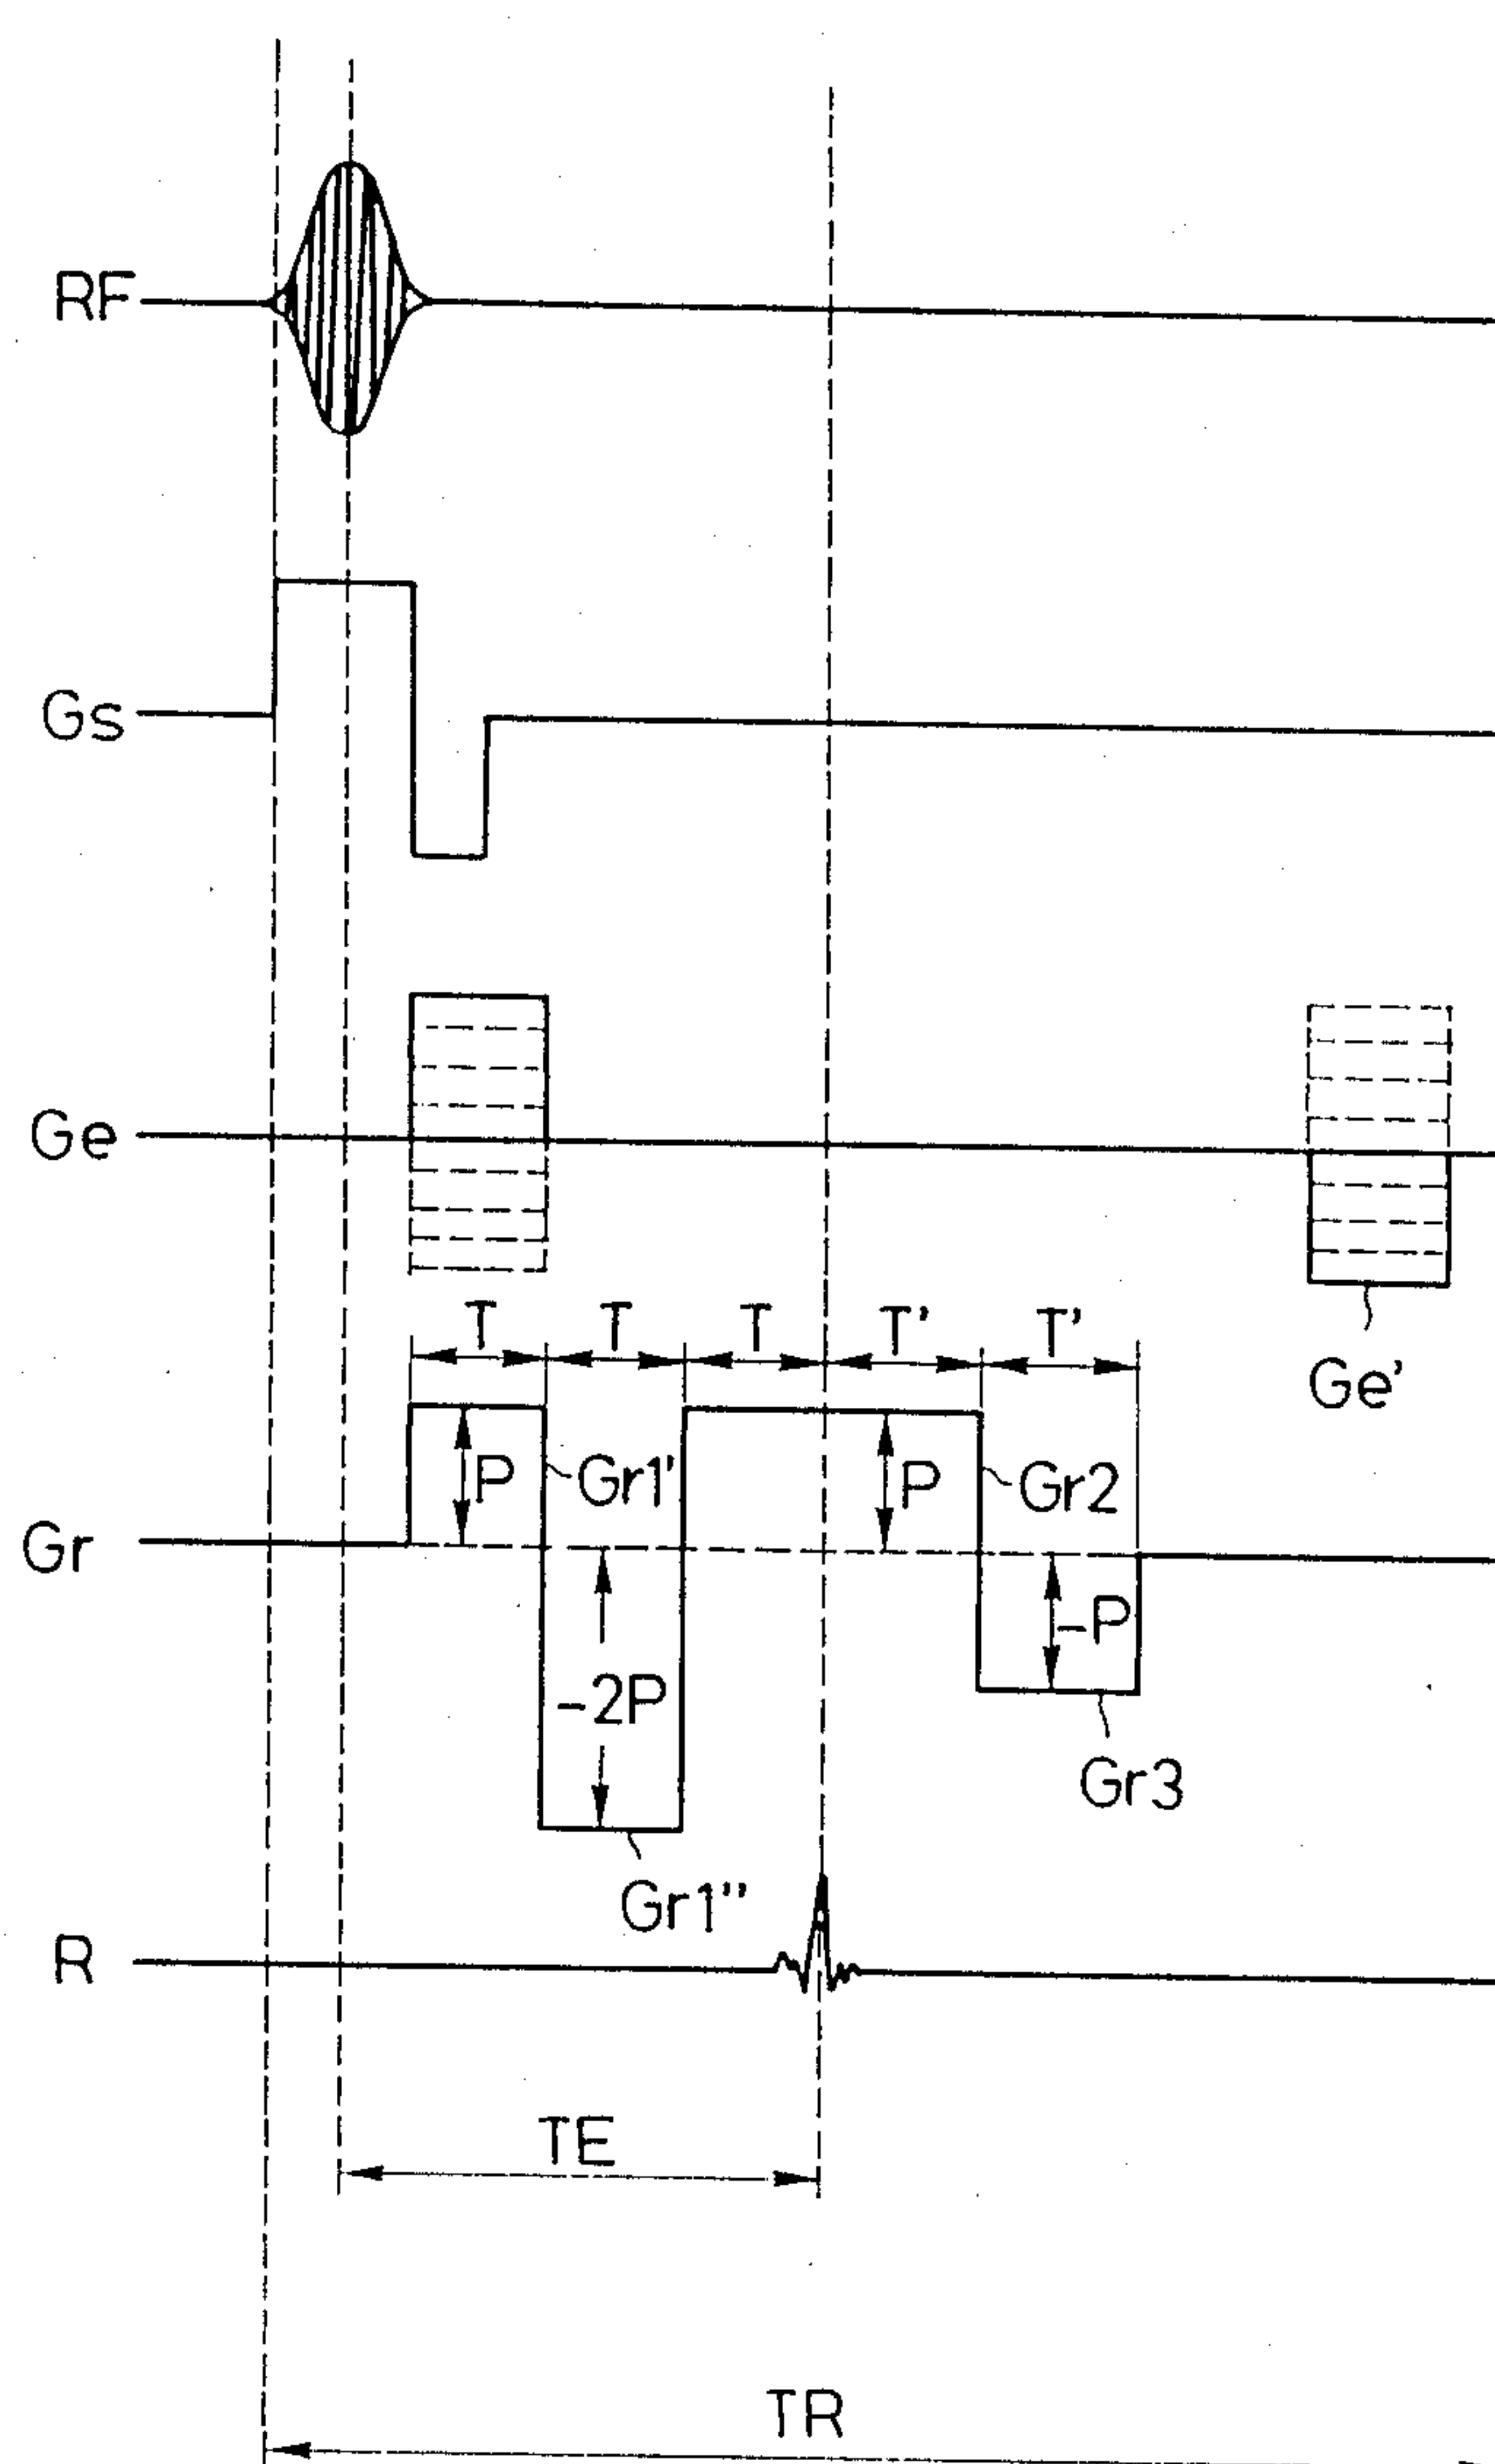 RF
Gs
Ge
Ge'
T T T T' T'
P Gr1' P Gr2
Gr
-P
-2P
Gr3
Gr1"
R
TE
TR